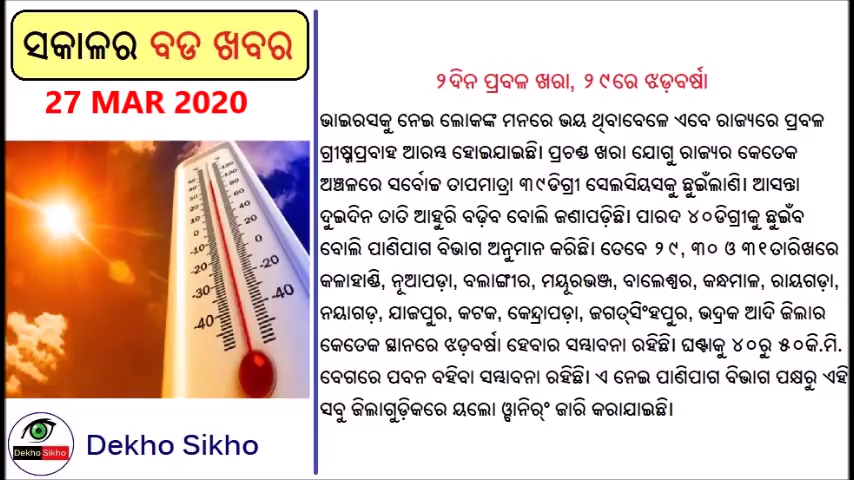 ସକାଳର ବଡ ଖବର
27 MAR 2020
୨ଦିନ ପ୍ରବଳ ଖରା, ୨୯ରେ ଝଡ଼ବର୍ଷା
ଭାଇରସକୁ ନେଇ ଲୋକଙ୍କ ମନରେ ଭୟ ଥିବାବେଳେ ଏବେ ରାଜ୍ୟରେ ପ୍ରବଳ
ଗ୍ରୀଷ୍ମପ୍ରବାହ ଆରମ୍ଭ ହୋଇଯାଇଛି। ପ୍ରଚଣ୍ଡ ଖରା ଯୋଗୁ ରାଜ୍ୟର କେତେକ
ଅଞ୍ଚଳରେ ସର୍ବୋଚ୍ଚ ତାପମାତ୍ରା ୩୯ଡିଗ୍ରୀ ସେଲସିୟସକୁ ଛୁଇଁଲାଣି। ଆସନ୍ତା
ଦୁଇଦିନ ତାତି ଆହୁରି ବଢ଼ିବ ବୋଲି ଜଣାପଡ଼ିଛି। ପାରଦ ୪୦ଡିଗ୍ରୀକୁ ଛୁଇଁବ
ବୋଲି ପାଣିପାଗ ବିଭାଗ ଅନୁମାନ କରିଛି। ତେବେ ୨୯, ୩୦ ଓ ୩୧ତାରିଖରେ
କଳାହାଣ୍ଡି, ନୂଆପଡ଼ା, ବଲାଙ୍ଗୀର, ମୟୂରଭଞ୍ଜ, ବାଲେଶ୍ୱର, କନ୍ଧମାଳ, ରାୟଗଡ଼ା,
ନୟାଗଡ଼, ଯାଜପୁର, କଟକ, କେନ୍ଦ୍ରାପଡ଼ା, ଜଗତ୍‌ସିଂହପୁର, ଭଦ୍ରକ ଆଦି ଜିଲାର
କେତେକ ସ୍ଥାନରେ ଝଡ଼ବର୍ଷା ହେବାର ସମ୍ଭାବନା ରହିଛି। ଘଣ୍ଟାକୁ ୪୦ରୁ ୫୦କି.ମି.
ବେଗରେ ପବନ ବହିବା ସମ୍ଭାବନା ରହିଛି। ଏ ନେଇ ପାଣିପାଗ ବିଭାଗ ପକ୍ଷରୁ ଏହି
ସବୁ ଜିଲାଗୁଡ଼ିକରେ ୟଲୋ ୱ୍ବାନିର୍ଂ ଜାରି କରାଯାଇଛି।
Dekho Sikho
Dekho Sikho